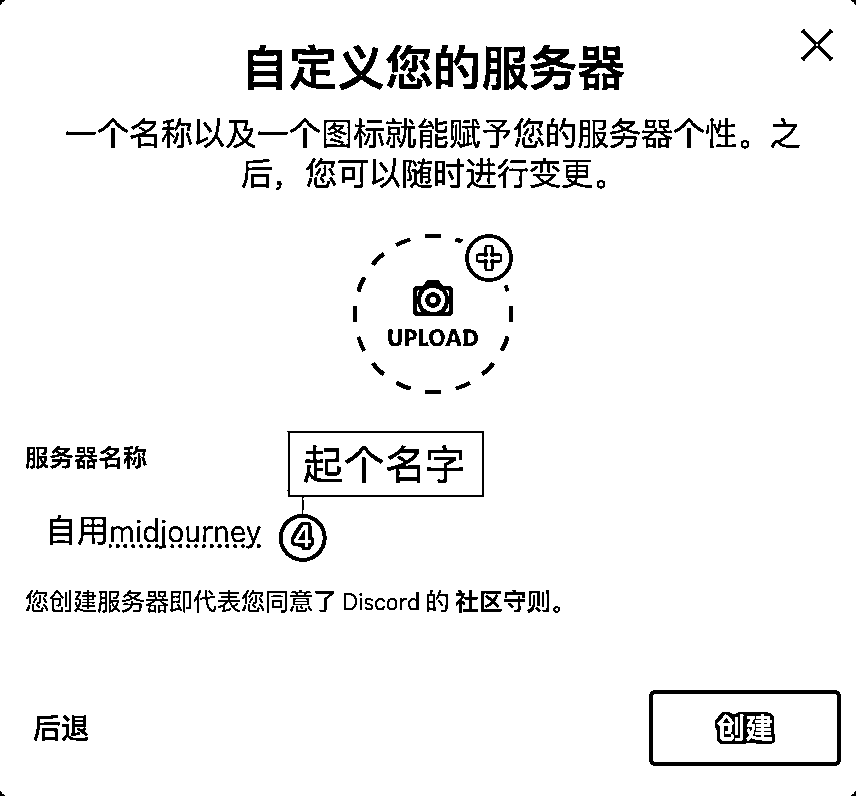 自定义您的服务器
一个名称以及一个图标就能赋予您的服务器个性。之
后，您可以随时进行变更。
UPLOAD
服务器名称
起个名字
自用midjourney
4
您创建服务器即代表您同意了 Discord 的 社区守则。
后退
创建